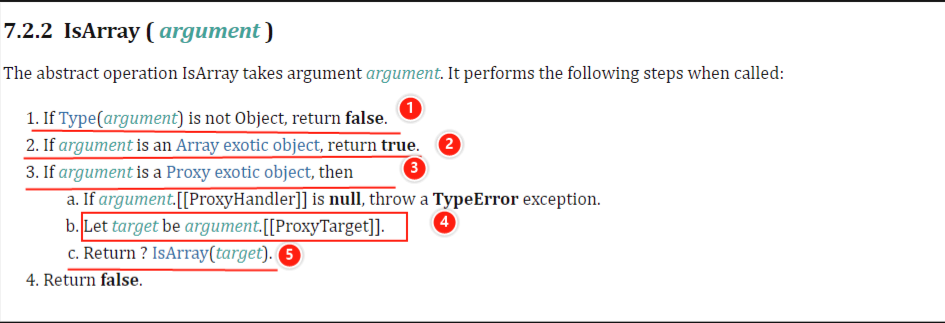 7.2.2 IsArray ( argument )
The abstract operation IsArray takes argument argument. It performs the following steps when called:
1. If Type(argument) is not Object, return false. 1
2. If argument is an Array exotic object, return true. 2
3. If argument is a Proxy exotic object, then 3
a. If argument.[[ProxyHandler]] is null, throw a TypeError exception.
b. Let target be argument.[[ProxyTarget]]. 4
c. Return ? IsArray(target). 5
4. Return false.